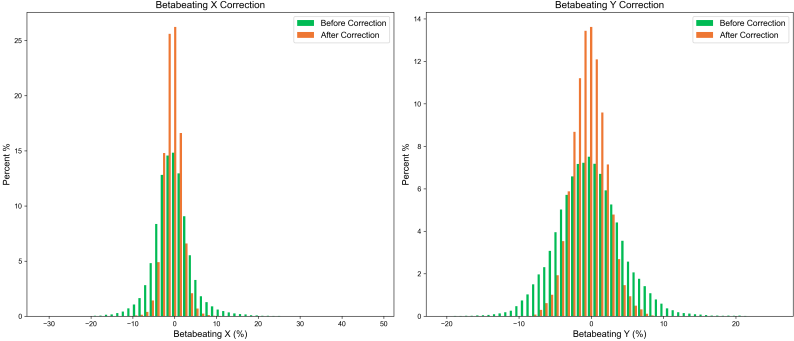 Betabeating X Correction
Before Correction
After Correction
Percent %
25
20
15
10
5
0
−30 −20 −10 0 10 20 30 40 50
Betabeating X (%)
Betabeating Y Correction
Before Correction
After Correction
Percent %
14
12
10
8
6
4
2
0
−20 −10 0 10 20
Betabeating Y (%)